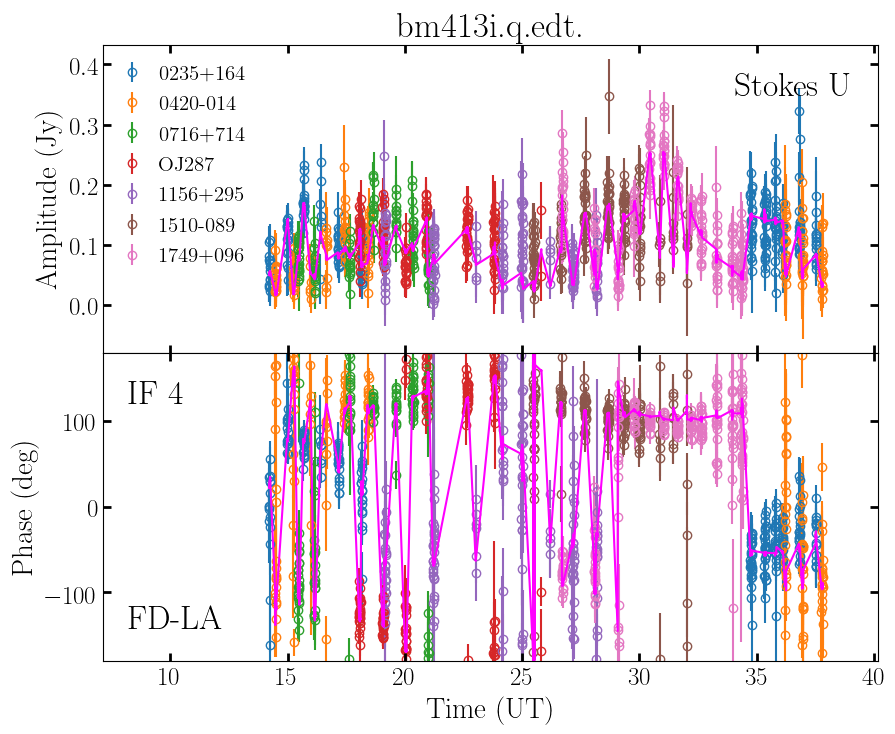 bm413i.q.edt.
Stokes U
0235+164
0420-014
0716+714
OJ287
1156+295
1510-089
1749+096
Amplitude (Jy)
0.4
0.3
0.2
0.1
0.0
IF 4
FD-LA
Phase (deg)
100
0
−100
10 15 20 25 30 35 40
Time (UT)